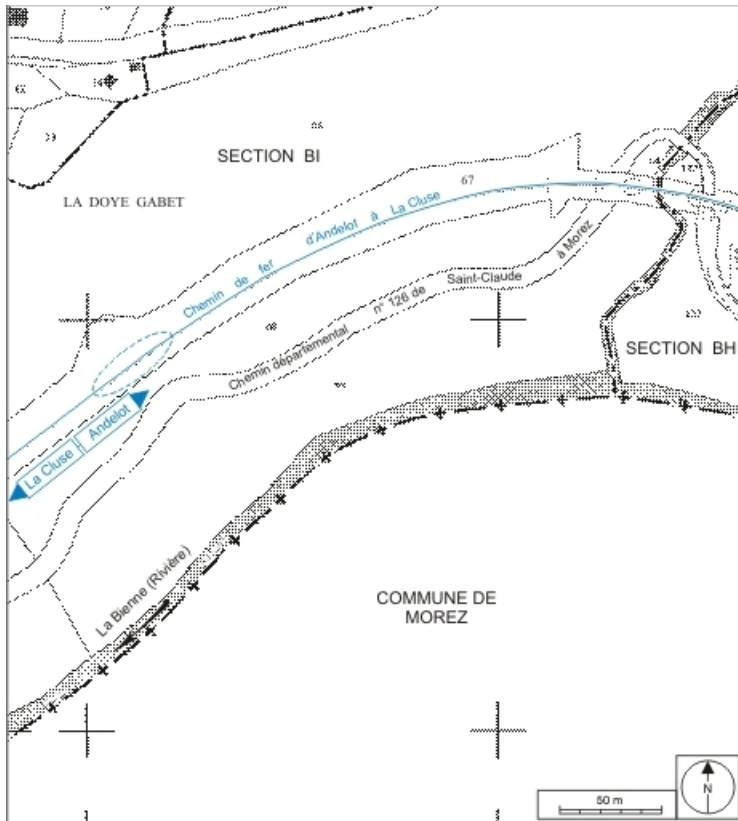 SECTION BI
LA DOYE GABET
67
Chemin de fer d'Andelot à La Cluse
Chemin départemental n° 126 de Saint-Claude à Morez
SECTION BH
La Cluse
Andelot
La Bienne (Rivière)
COMMUNE DE
MOREZ
50 m
N